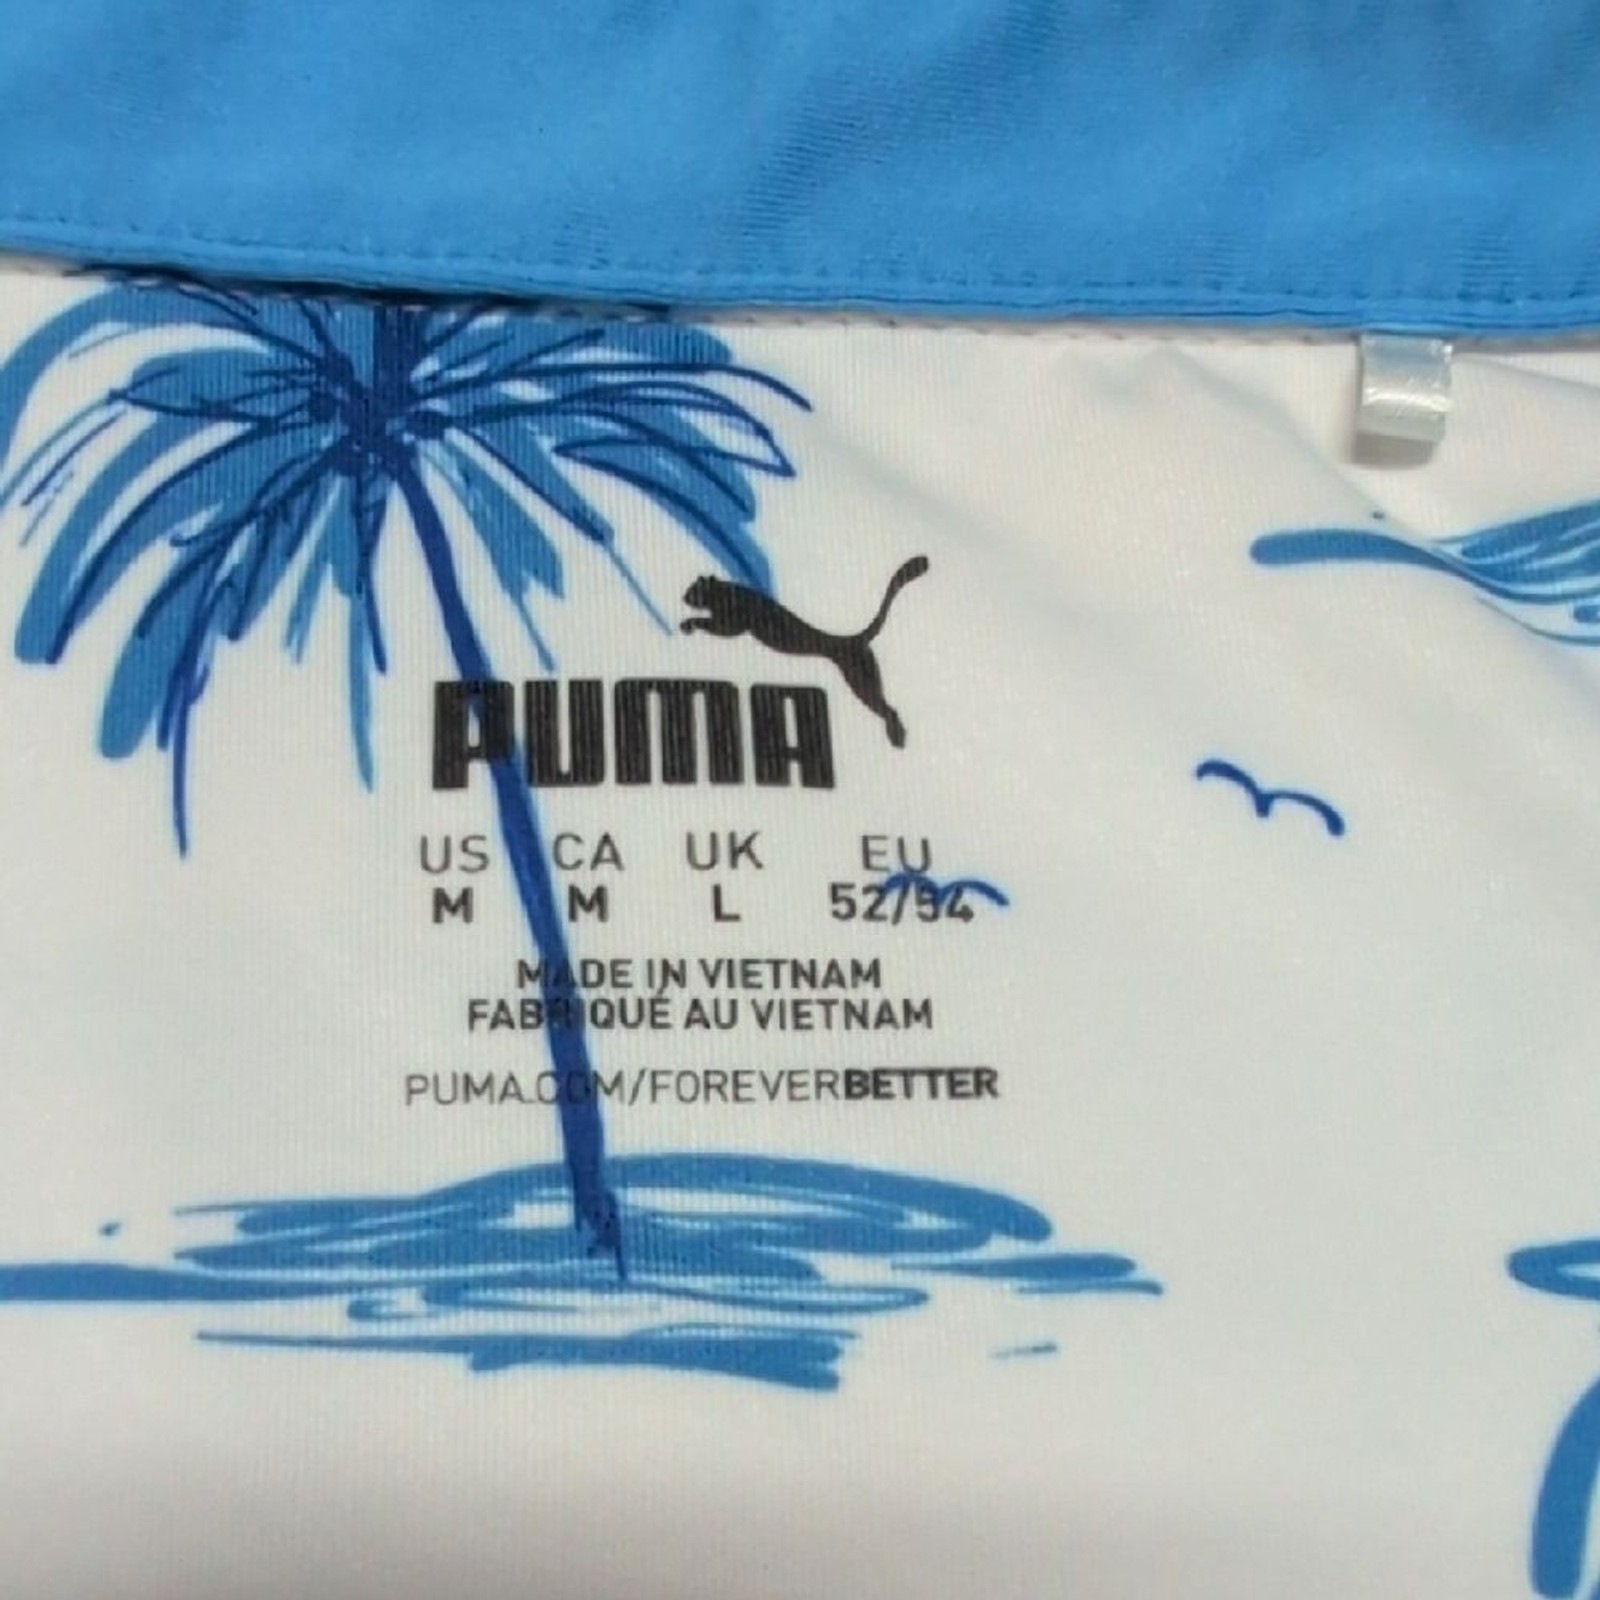 PUMA
US CA UK EU
M M L 52/54
MADE IN VIETNAM
FABRIQUÉ AU VIETNAM
PUMA.COM/FOREVERBETTER